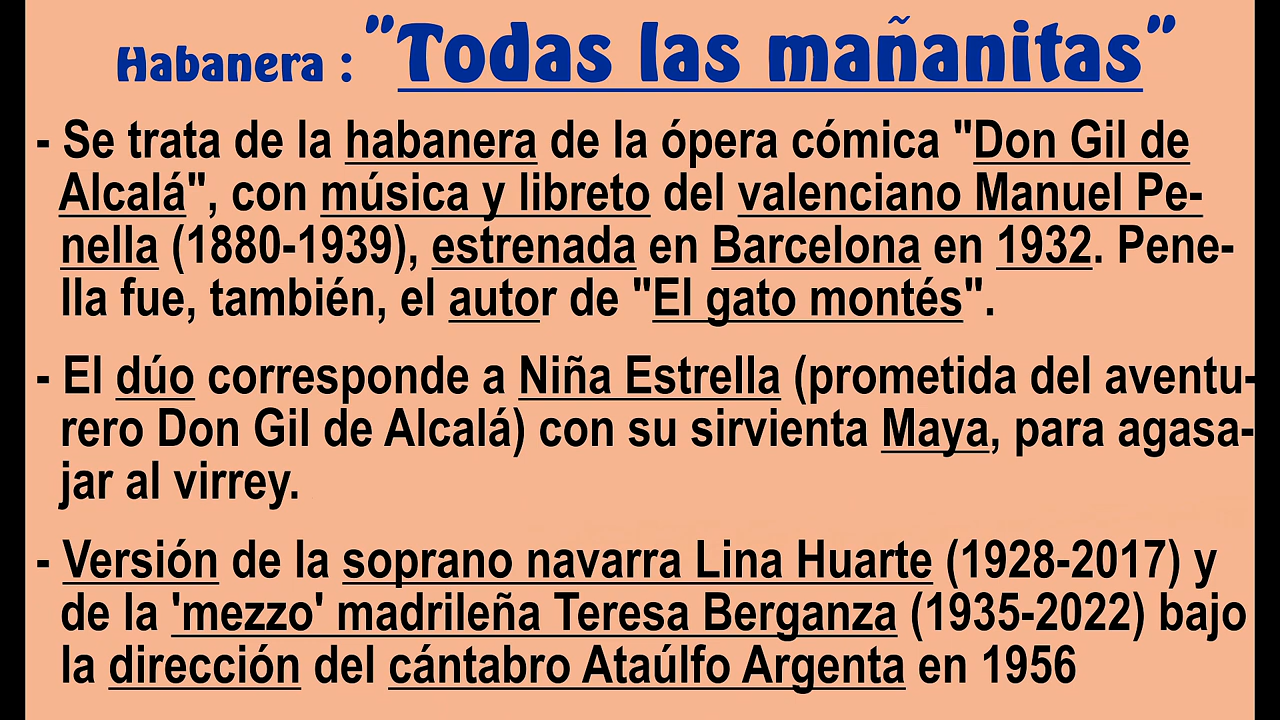 Habanera : "Todas las mañanitas"
- Se trata de la habanera de la ópera cómica "Don Gil de
Alcalá", con música y libreto del valenciano Manuel Pe-
nella (1880-1939), estrenada en Barcelona en 1932. Pene-
lla fue, también, el autor de "El gato montés".
- El dúo corresponde a Niña Estrella (prometida del aventu-
rero Don Gil de Alcalá) con su sirvienta Maya, para agasa-
jar al virrey.
- Versión de la soprano navarra Lina Huarte (1928-2017) y
de la 'mezzo' madrileña Teresa Berganza (1935-2022) bajo
la dirección del cántabro Ataúlfo Argenta en 1956